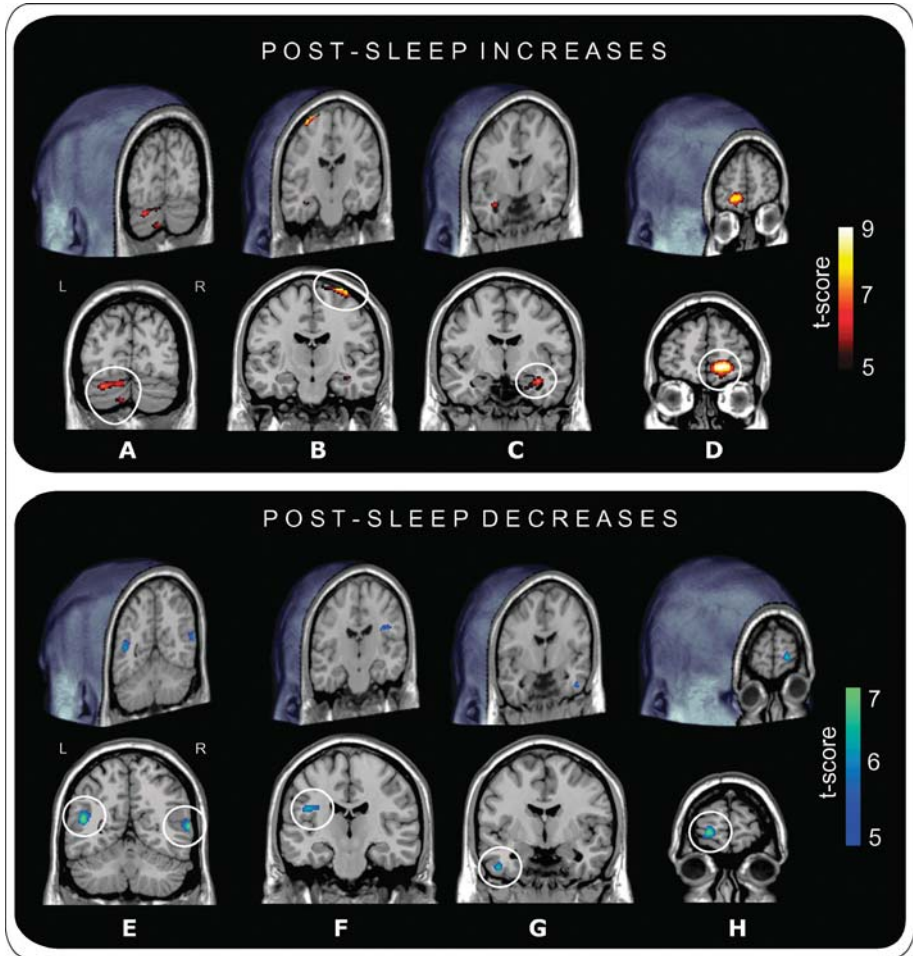 POST-SLEEP INCREASES
L R
A B C D
9
7
5
t-score
POST-SLEEP DECREASES
L R
E F G H
7
6
5
t-score